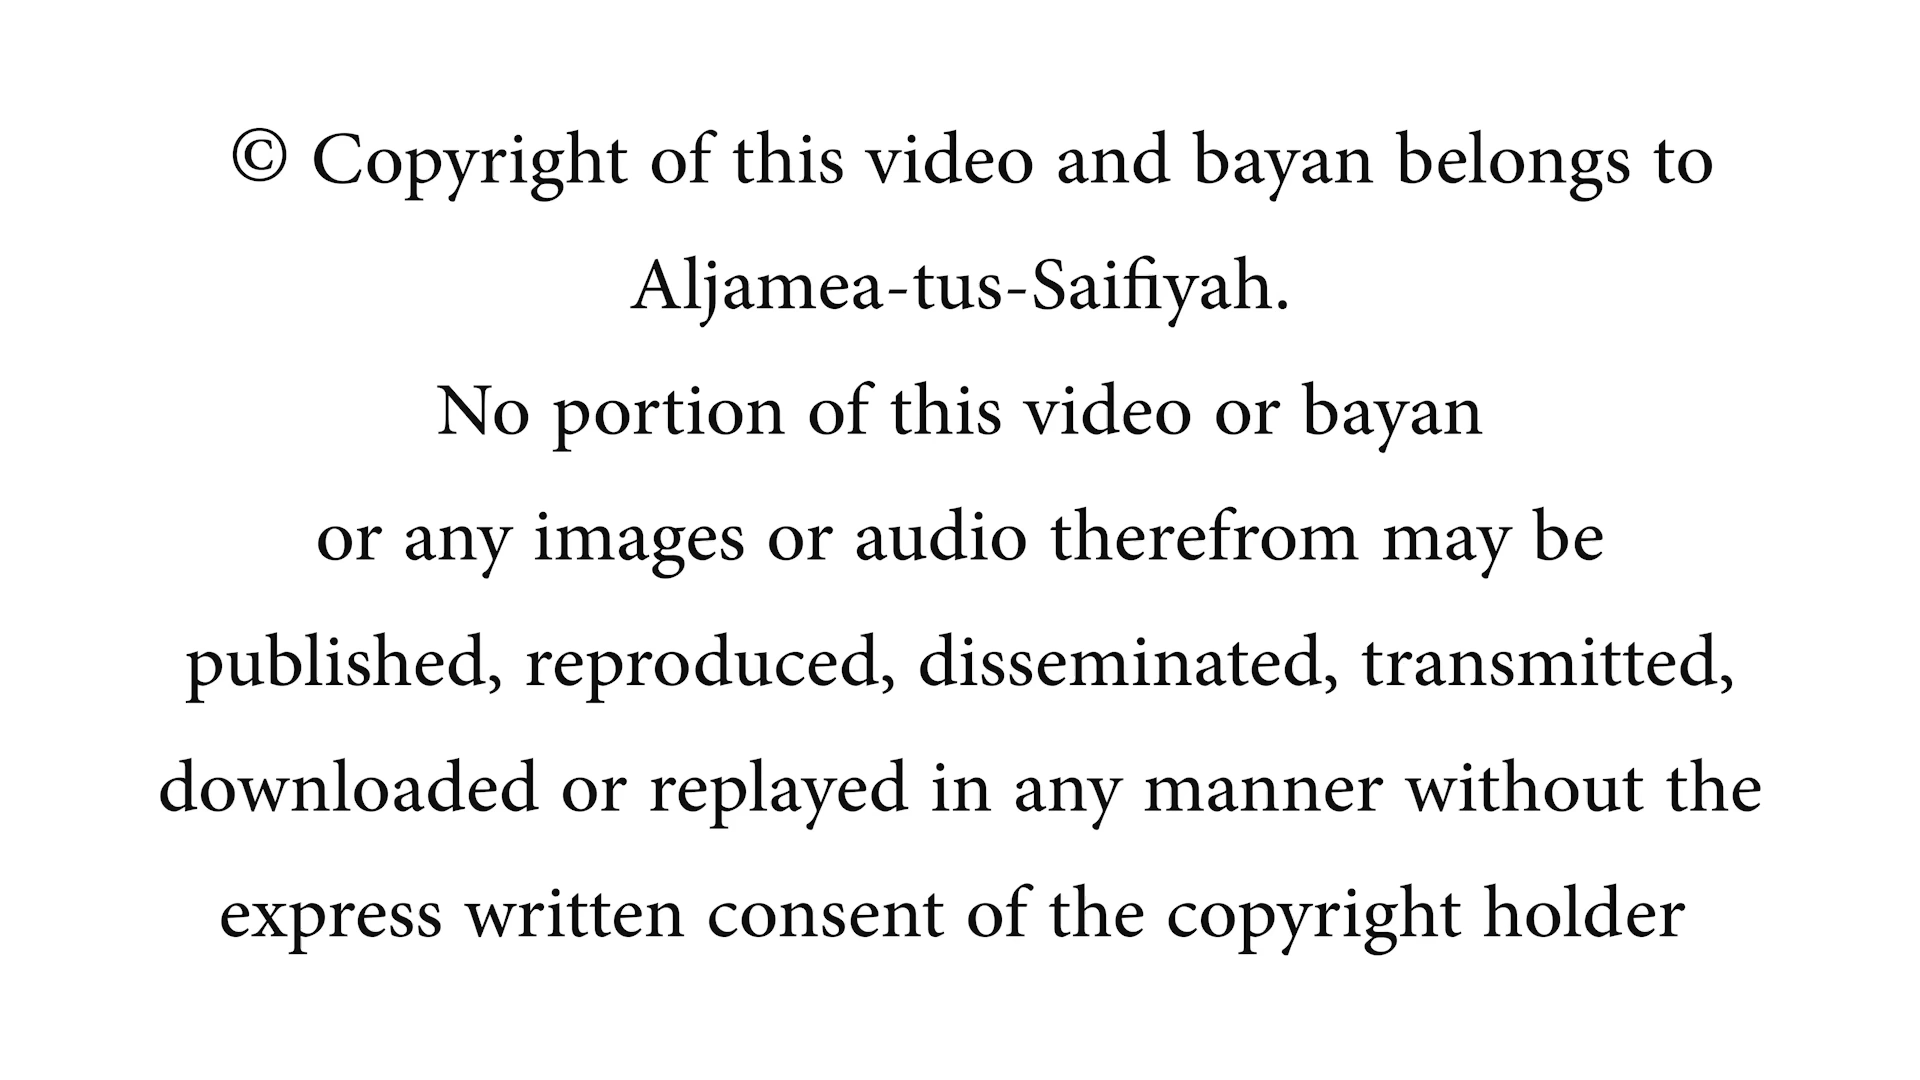 © Copyright of this video and bayan belongs to
Aljamea-tus-Saifiyah.
No portion of this video or bayan
or any images or audio therefrom may be
published, reproduced, disseminated, transmitted,
downloaded or replayed in any manner without the
express written consent of the copyright holder